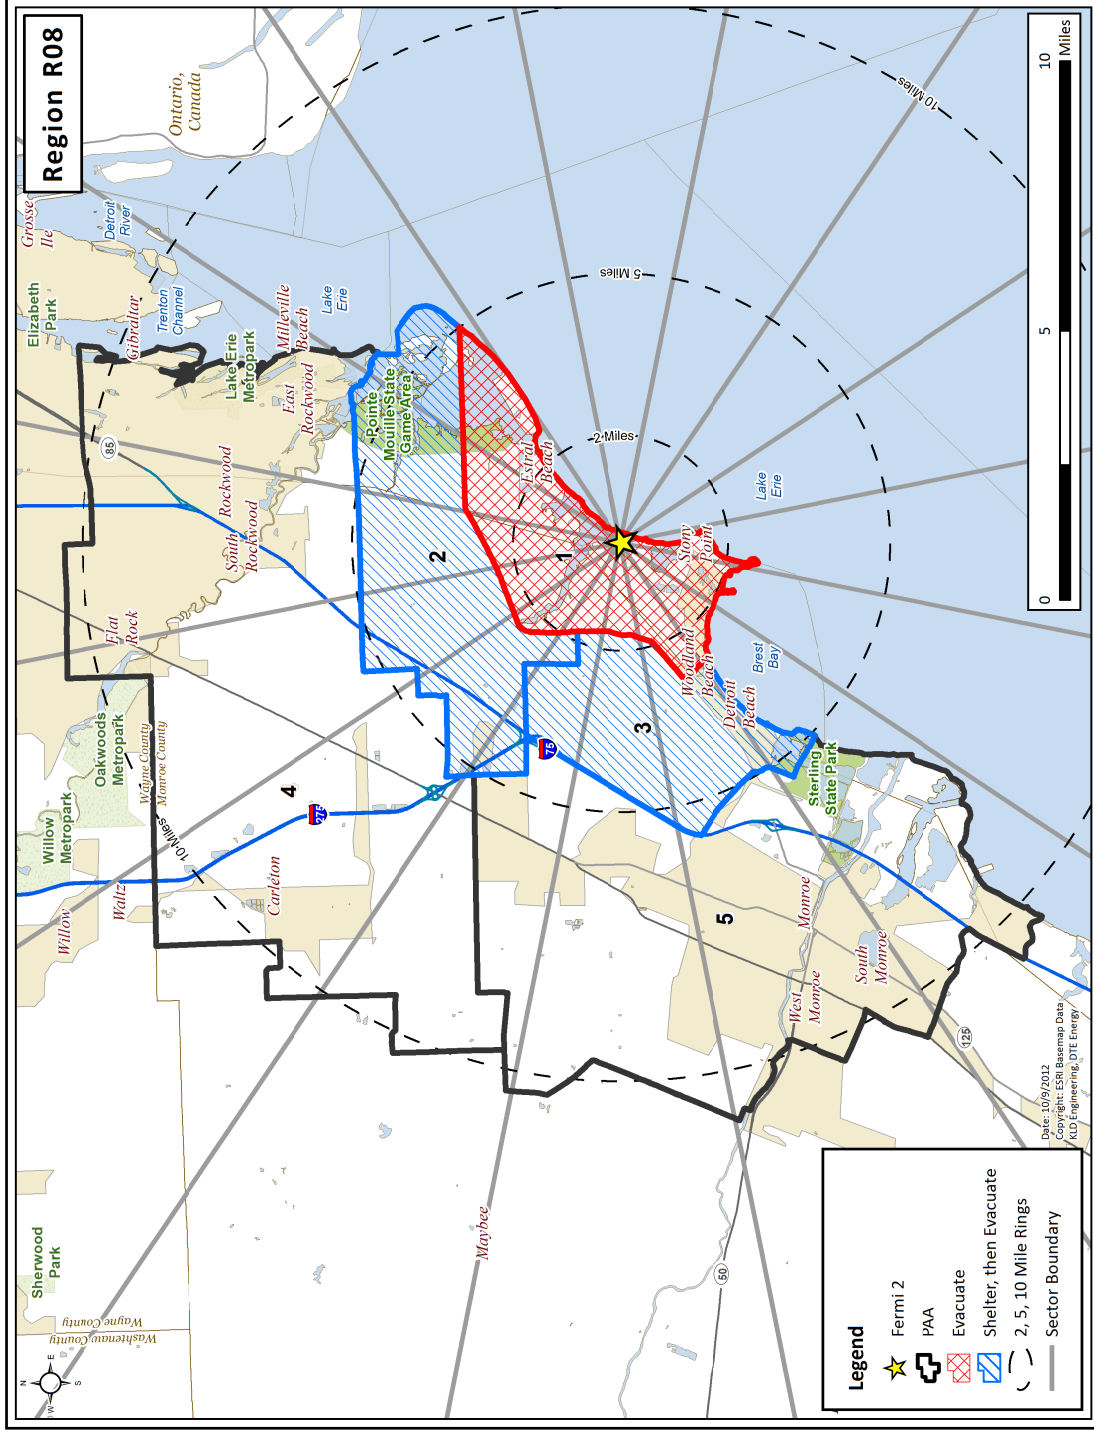 Region R08
Ontario,
Canada
Grosse
Ile
Detroit
River
Elizabeth
Park
Gibraltar
Trenton
Channel
Milleville
Beach
Lake
Erie
Lake Erie
Metropark
East
Rockwood
Pointe
Mouille State
Game Area
85
Rockwood
South
Rockwood
Flat
Rock
Oakwoods
Metropark
Wayne County
Monroe County
Willow
Metropark
10 Miles
Willow
Waltz
Carleton
4
275
75
2
1
3
5
Estral
Beach
2 Miles
5 Miles
10 Miles
Stony
Point
Lake
Erie
Woodland
Beach
Detroit
Beach
Brest
Bay
Sterling
State Park
Monroe
South
Monroe
West
Monroe
125
50
Maybee
Sherwood
Park
Wayne County
Washtenaw County
N
E
S
W
0
5
10
Miles
Date: 10/9/2012
Copyright: ESRI Basemap Data
KLD Engineering, DTE Energy
Legend
Fermi 2
PAA
Evacuate
Shelter, then Evacuate
2, 5, 10 Mile Rings
Sector Boundary